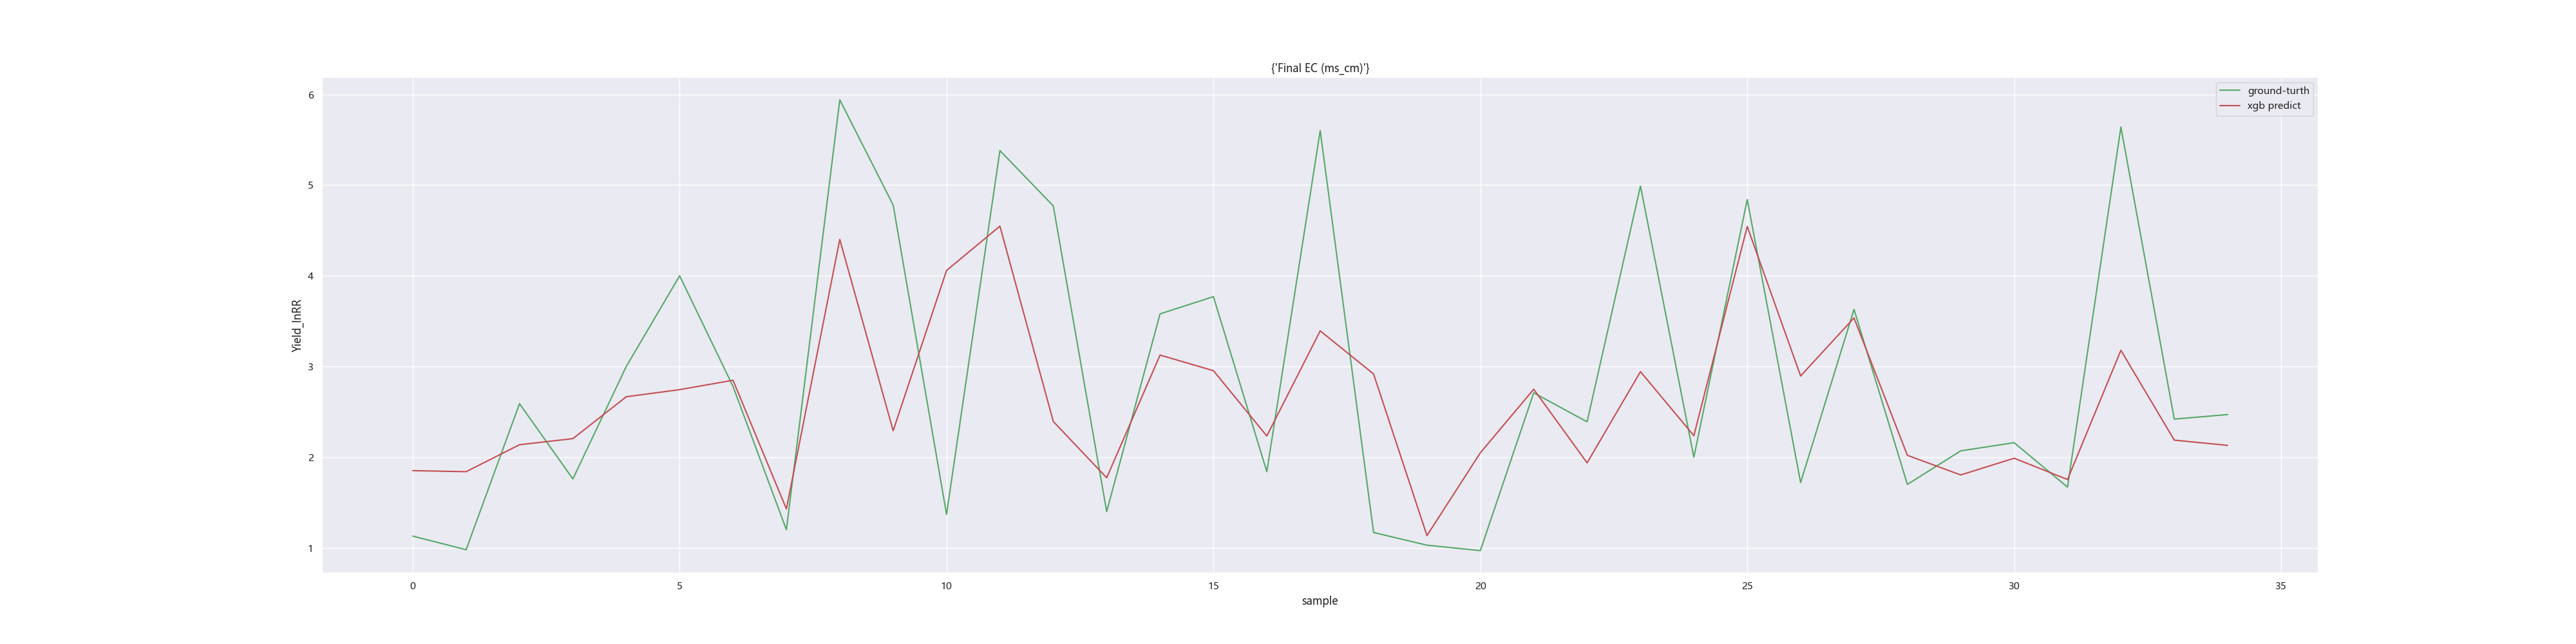 {'Final EC (ms_cm)'}
ground-turth
xgb predict
Yield_lnRR
6
5
4
3
2
1
0
5
10
15
20
25
30
35
sample